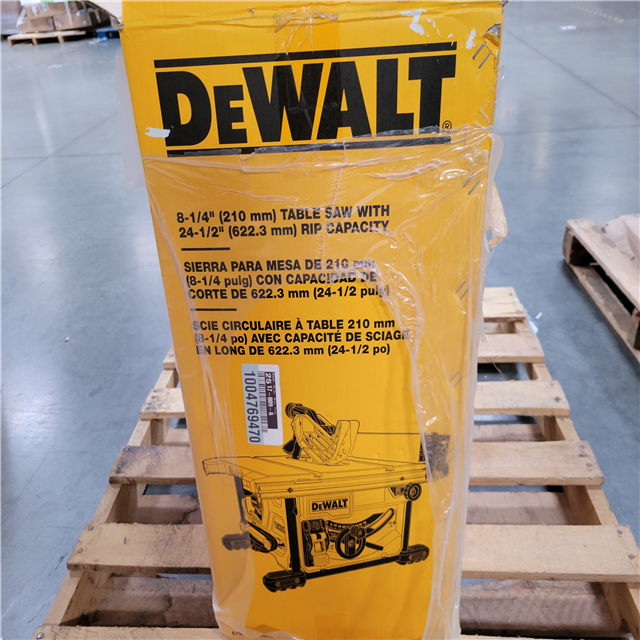 DEWALT®
8-1/4" (210 mm) TABLE SAW WITH
24-1/2" (622.3 mm) RIP CAPACITY
SIERRA PARA MESA DE 210 mm
(8-1/4 pulg) CON CAPACIDAD DE
CORTE DE 622.3 mm (24-1/2 pulg)
SCIE CIRCULAIRE À TABLE 210 mm
(8-1/4 po) AVEC CAPACITÉ DE SCIAGE
EN LONG DE 622.3 mm (24-1/2 po)
1004769470
DEWALT